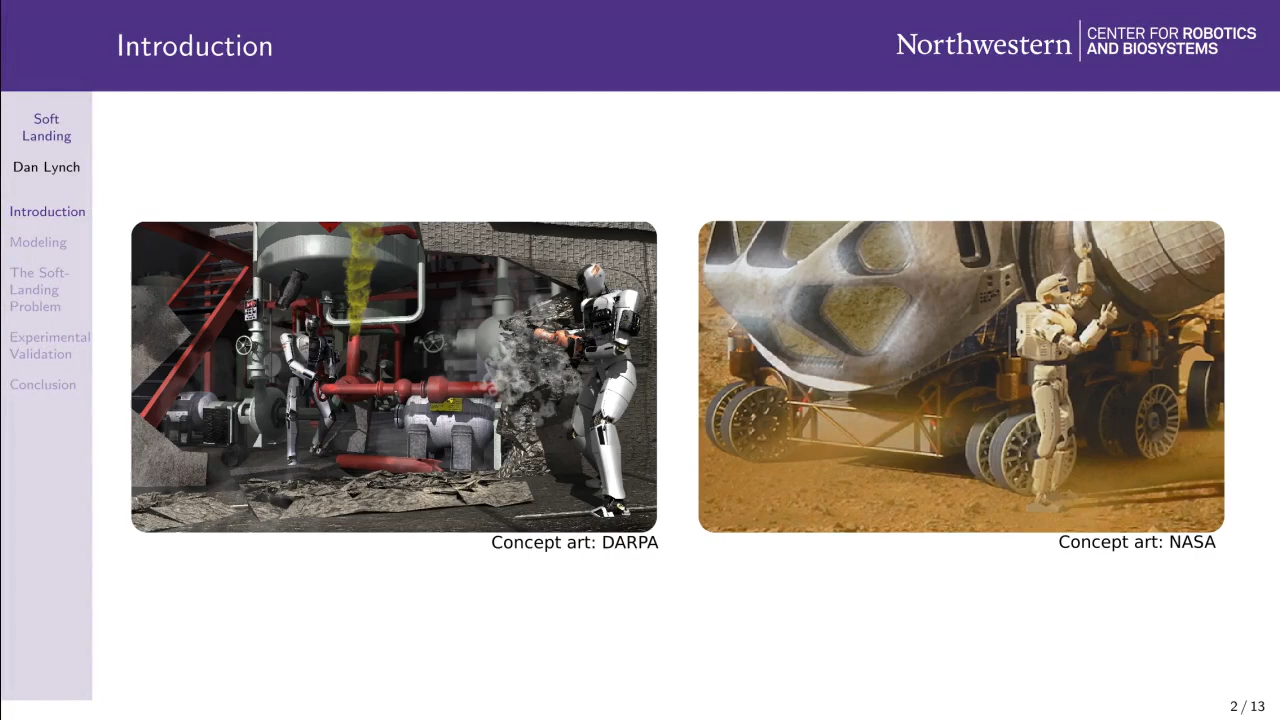 Introduction
Northwestern
CENTER FOR ROBOTICS
AND BIOSYSTEMS
Soft
Landing
Dan Lynch
Introduction
Modeling
The Soft-
Landing
Problem
Experimental
Validation
Conclusion
Concept art: DARPA
Concept art: NASA
2 / 13